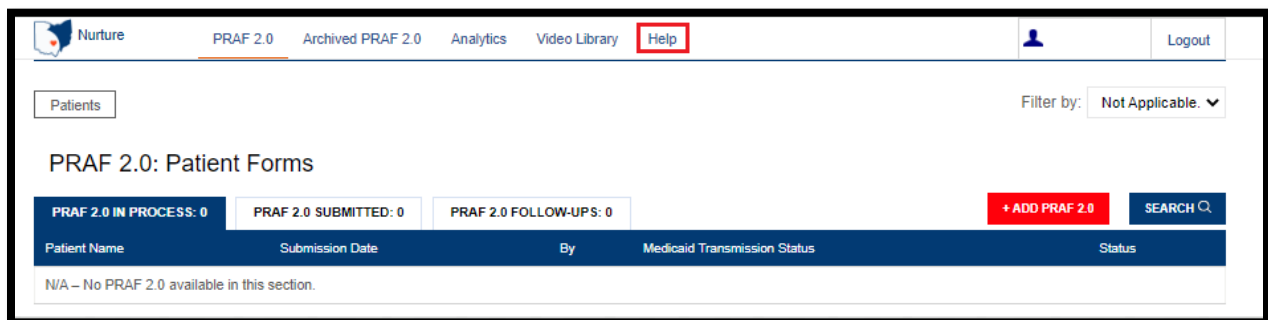 Nurture PRAF 2.0 Archived PRAF 2.0 Analytics Video Library Help Logout
Patients Filter by: Not Applicable.
PRAF 2.0: Patient Forms
PRAF 2.0 IN PROCESS: 0 PRAF 2.0 SUBMITTED: 0 PRAF 2.0 FOLLOW-UPS: 0 + ADD PRAF 2.0 SEARCH
Patient Name Submission Date By Medicaid Transmission Status Status
N/A – No PRAF 2.0 available in this section.